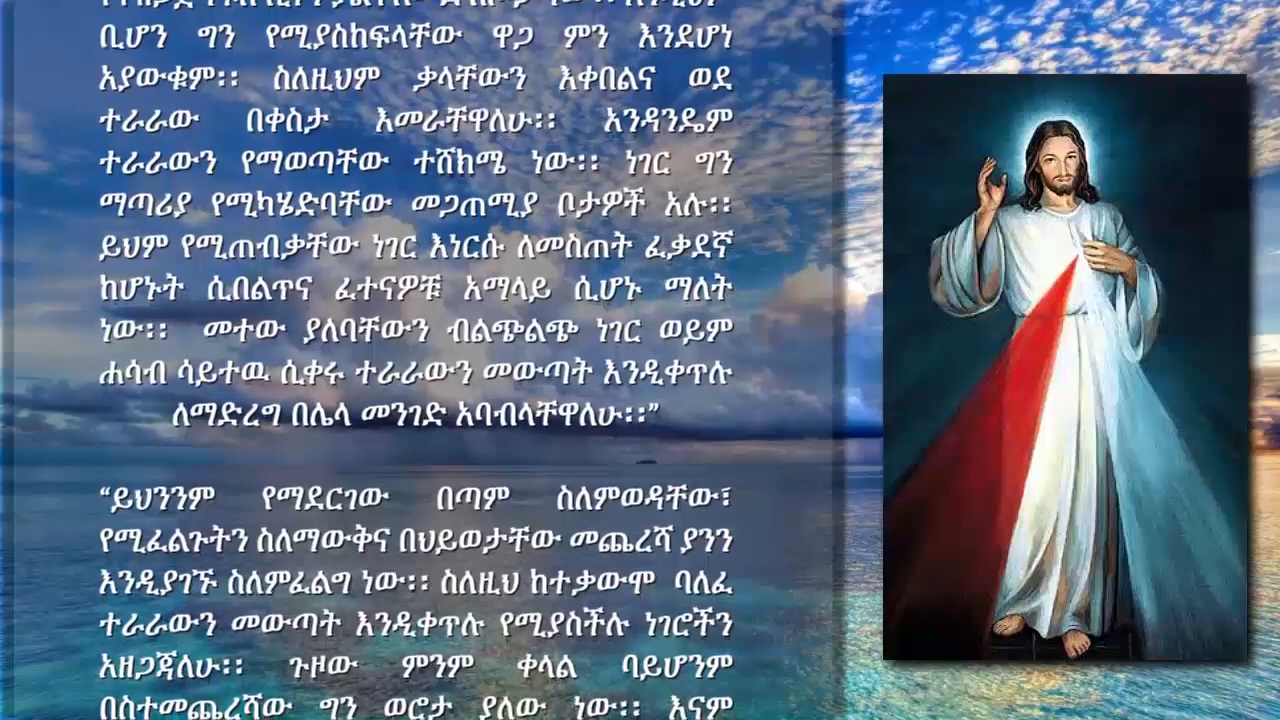 ቢሆን ግን የሚያስከፍላቸው ዋጋ ምን እንደሆነ
አያውቁም፡፡ ስለዚህም ቃላቸውን እቀበልና ወደ
ተራራው በቀስታ እመራቸዋለሁ፡፡ አንዳንዴም
ተራራውን የማወጣቸው ተሸክሜ ነው፡፡ ነገር ግን
ማጣሪያ የሚካሄድባቸው መጋጠሚያ ቦታዎች አሉ፡፡
ይህም የሚጠብቃቸው ነገር እነርሱ ለመስጠት ፈቃደኛ
ከሆኑት ሲበልጥና ፈተናዎቹ አማላይ ሲሆኑ ማለት
ነው፡፡ መተው ያለባቸውን ብልጭልጭ ነገር ወይም
ሐሳብ ሳይተዉ ሲቀሩ ተራራውን መውጣት እንዲቀጥሉ
ለማድረግ በሌላ መንገድ አባብላቸዋለሁ፡፡”
“ይህንንም የማደርገው በጣም ስለምወዳቸው፣
የሚፈልጉትን ስለማውቅና በህይወታቸው መጨረሻ ያንን
እንዲያገኙ ስለምፈልግ ነው፡፡ ስለዚህ ከተቃውሞ ባለፈ
ተራራውን መውጣት እንዲቀጥሉ የሚያስችሉ ነገሮችን
አዘጋጃለሁ፡፡ ጉዞው ምንም ቀላል ባይሆንም
በስተመጨረሻው ግን ወሮታ ያለው ነው፡፡ እናም